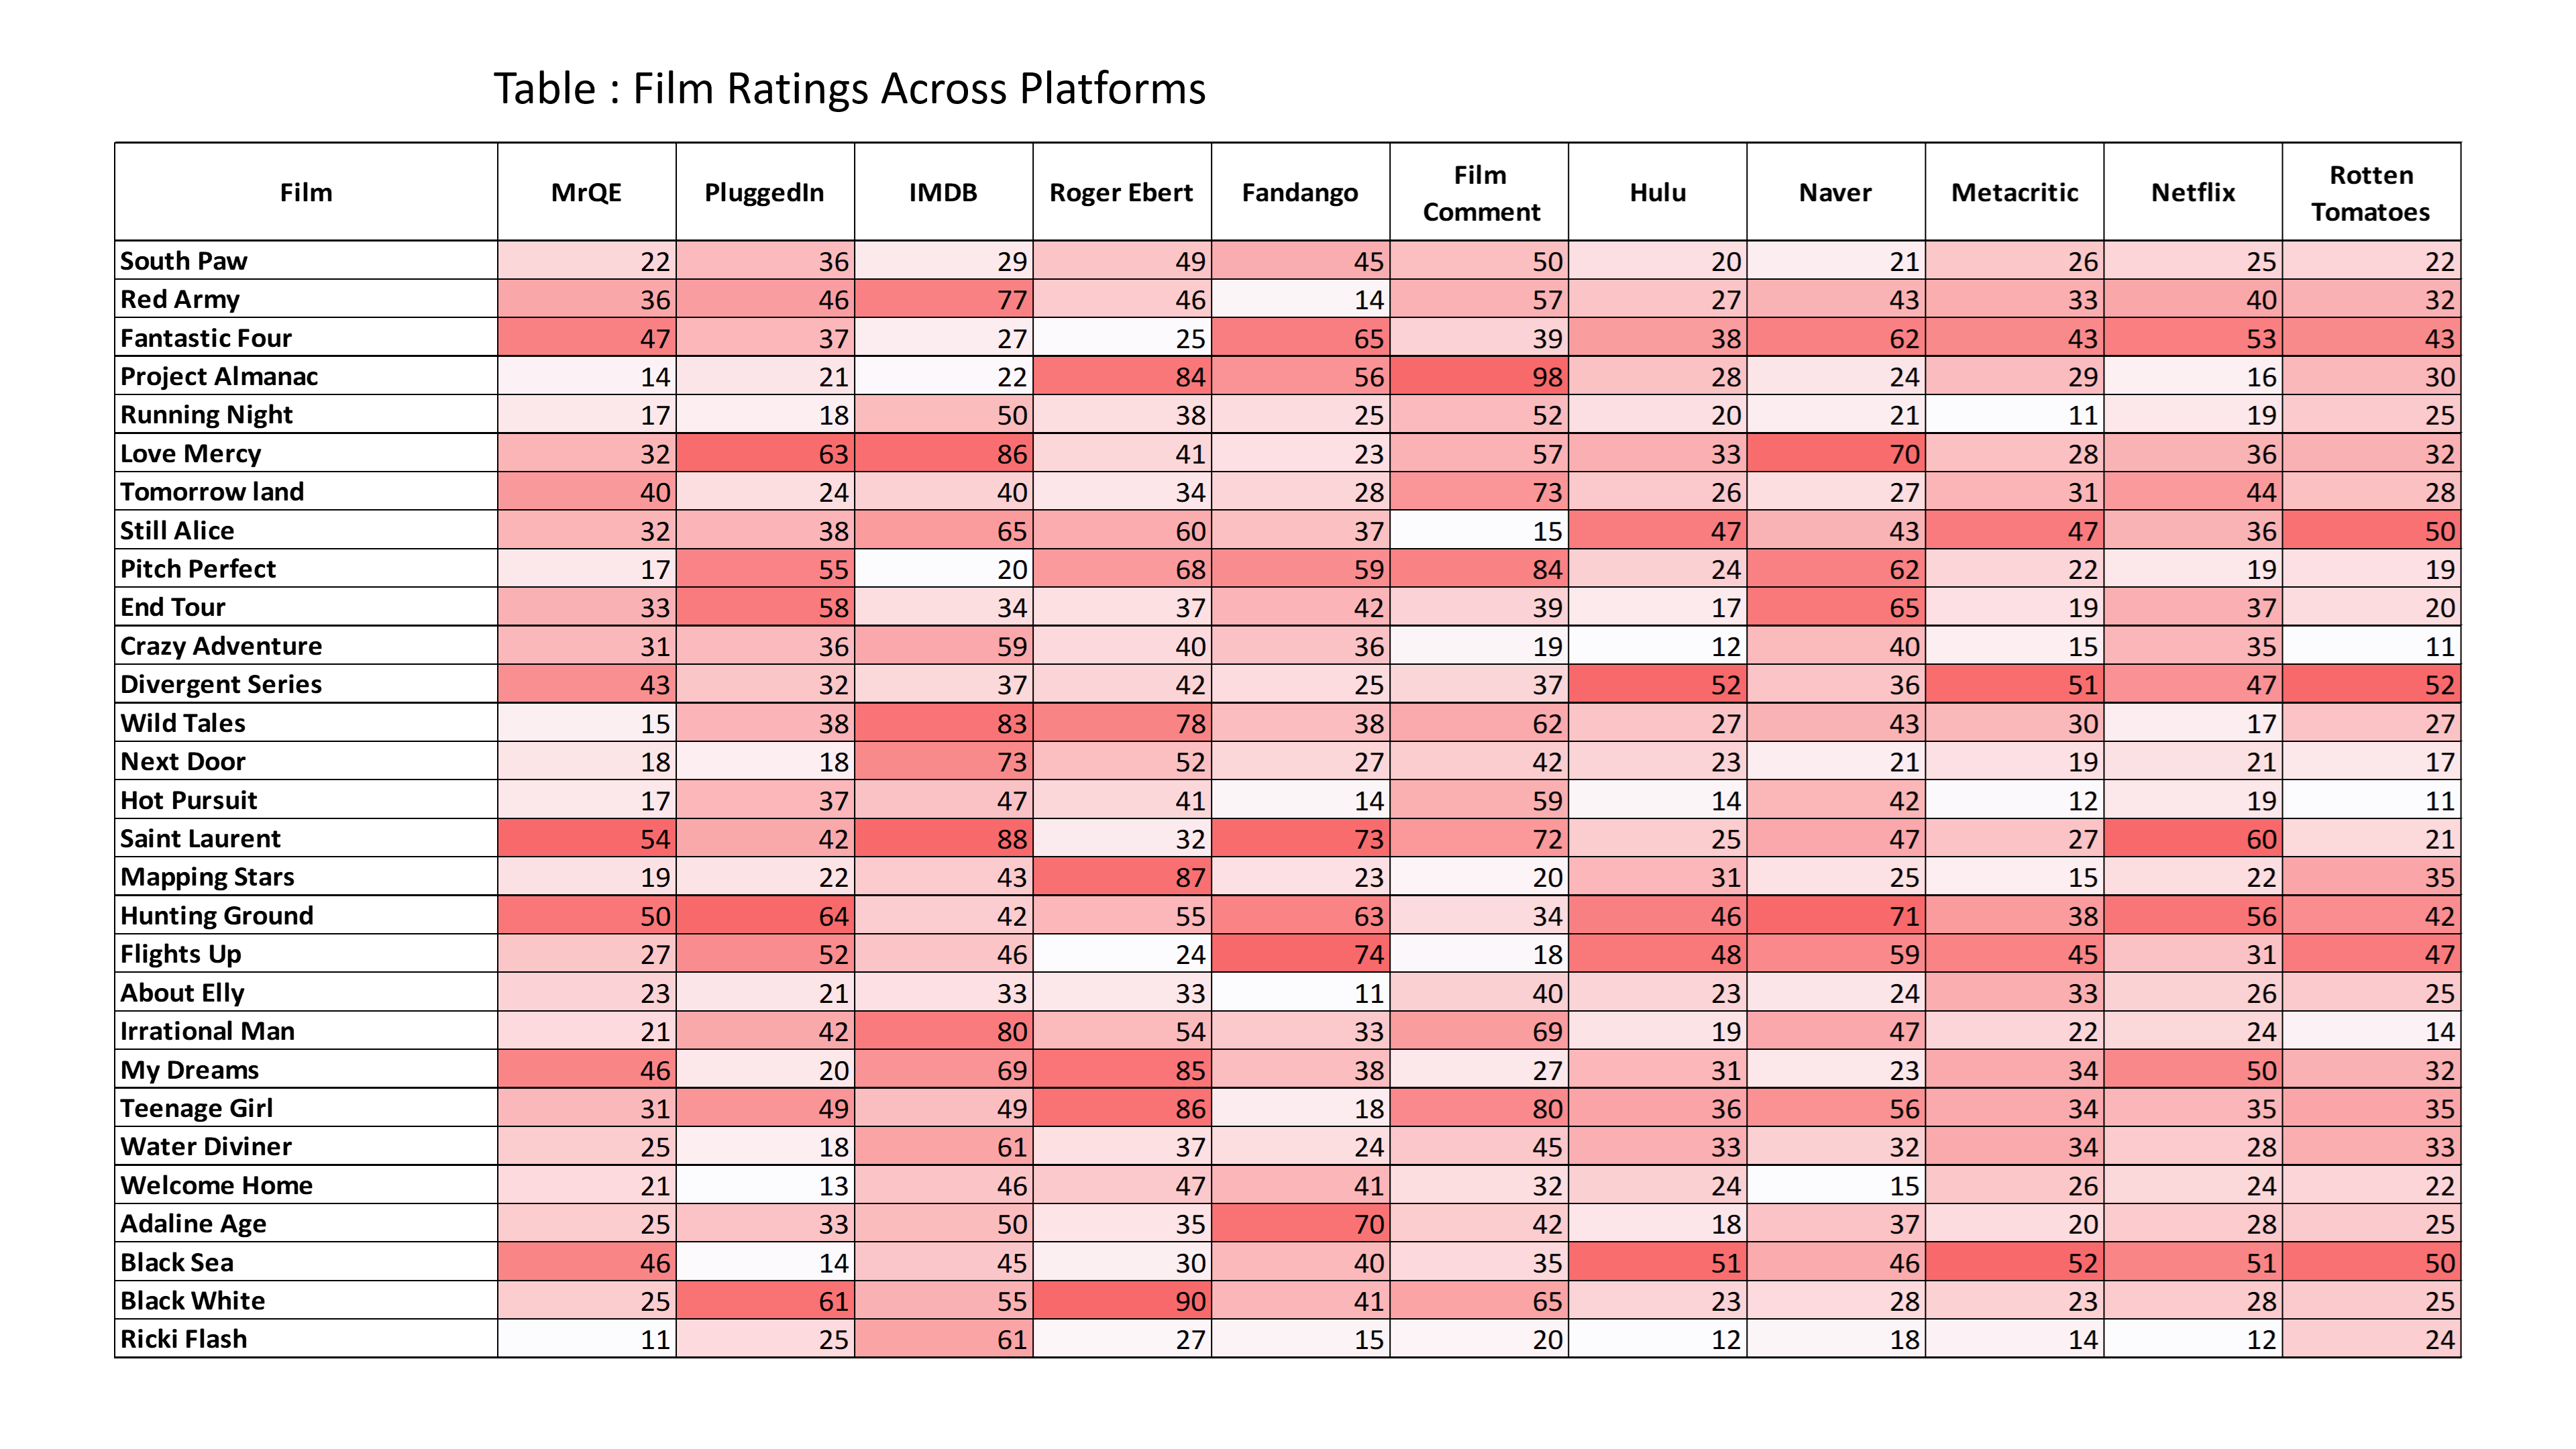 Table : Film Ratings Across Platforms
Film MrQE PluggedIn IMDB Roger Ebert Fandango Film Comment Hulu Naver Metacritic Netflix Rotten Tomatoes
South Paw 22 36 29 49 45 50 20 21 26 25 22
Red Army 36 46 77 46 14 57 27 43 33 40 32
Fantastic Four 47 37 27 25 65 39 38 62 43 53 43
Project Almanac 14 21 22 84 56 98 28 24 29 16 30
Running Night 17 18 50 38 25 52 20 21 11 19 25
Love Mercy 32 63 86 41 23 57 33 70 28 36 32
Tomorrow land 40 24 40 34 28 73 26 27 31 44 28
Still Alice 32 38 65 60 37 15 47 43 47 36 50
Pitch Perfect 17 55 20 68 59 84 24 62 22 19 19
End Tour 33 58 34 37 42 39 17 65 19 37 20
Crazy Adventure 31 36 59 40 36 19 12 40 15 35 11
Divergent Series 43 32 37 42 25 37 52 36 51 47 52
Wild Tales 15 38 83 78 38 62 27 43 30 17 27
Next Door 18 18 73 52 27 42 23 21 19 21 17
Hot Pursuit 17 37 47 41 14 59 14 42 12 19 11
Saint Laurent 54 42 88 32 73 72 25 47 27 60 21
Mapping Stars 19 22 43 87 23 20 31 25 15 22 35
Hunting Ground 50 64 42 55 63 34 46 71 38 56 42
Flights Up 27 52 46 24 74 18 48 59 45 31 47
About Elly 23 21 33 33 11 40 23 24 33 26 25
Irrational Man 21 42 80 54 33 69 19 47 22 24 14
My Dreams 46 20 69 85 38 27 31 23 34 50 32
Teenage Girl 31 49 49 86 18 80 36 56 34 35 35
Water Diviner 25 18 61 37 24 45 33 32 34 28 33
Welcome Home 21 13 46 47 41 32 24 15 26 24 22
Adaline Age 25 33 50 35 70 42 18 37 20 28 25
Black Sea 46 14 45 30 40 35 51 46 52 51 50
Black White 25 61 55 90 41 65 23 28 23 28 25
Ricki Flash 11 25 61 27 15 20 12 18 14 12 24